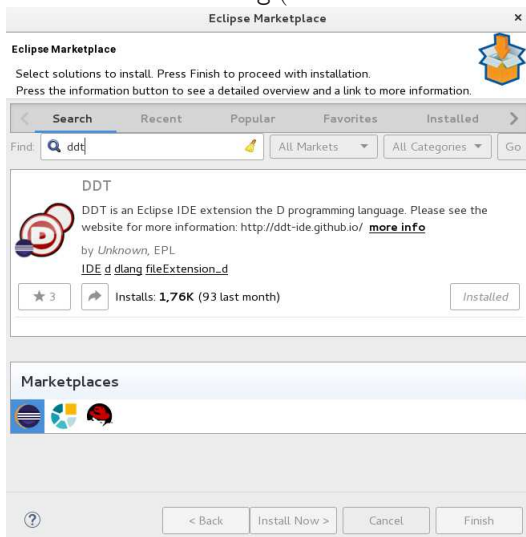 Eclipse Marketplace ×
Eclipse Marketplace
Select solutions to install. Press Finish to proceed with installation.
Press the information button to see a detailed overview and a link to more information.
Search Recent Popular Favorites Installed
Find: ddt All Markets All Categories Go
DDT
DDT is an Eclipse IDE extension the D programming language. Please see the
website for more information: http://ddt-ide.github.io/ more info
by Unknown, EPL
IDE d dlang fileExtension_d
3 Installs: 1,76K (93 last month) Installed
Marketplaces
? < Back Install Now > Cancel Finish